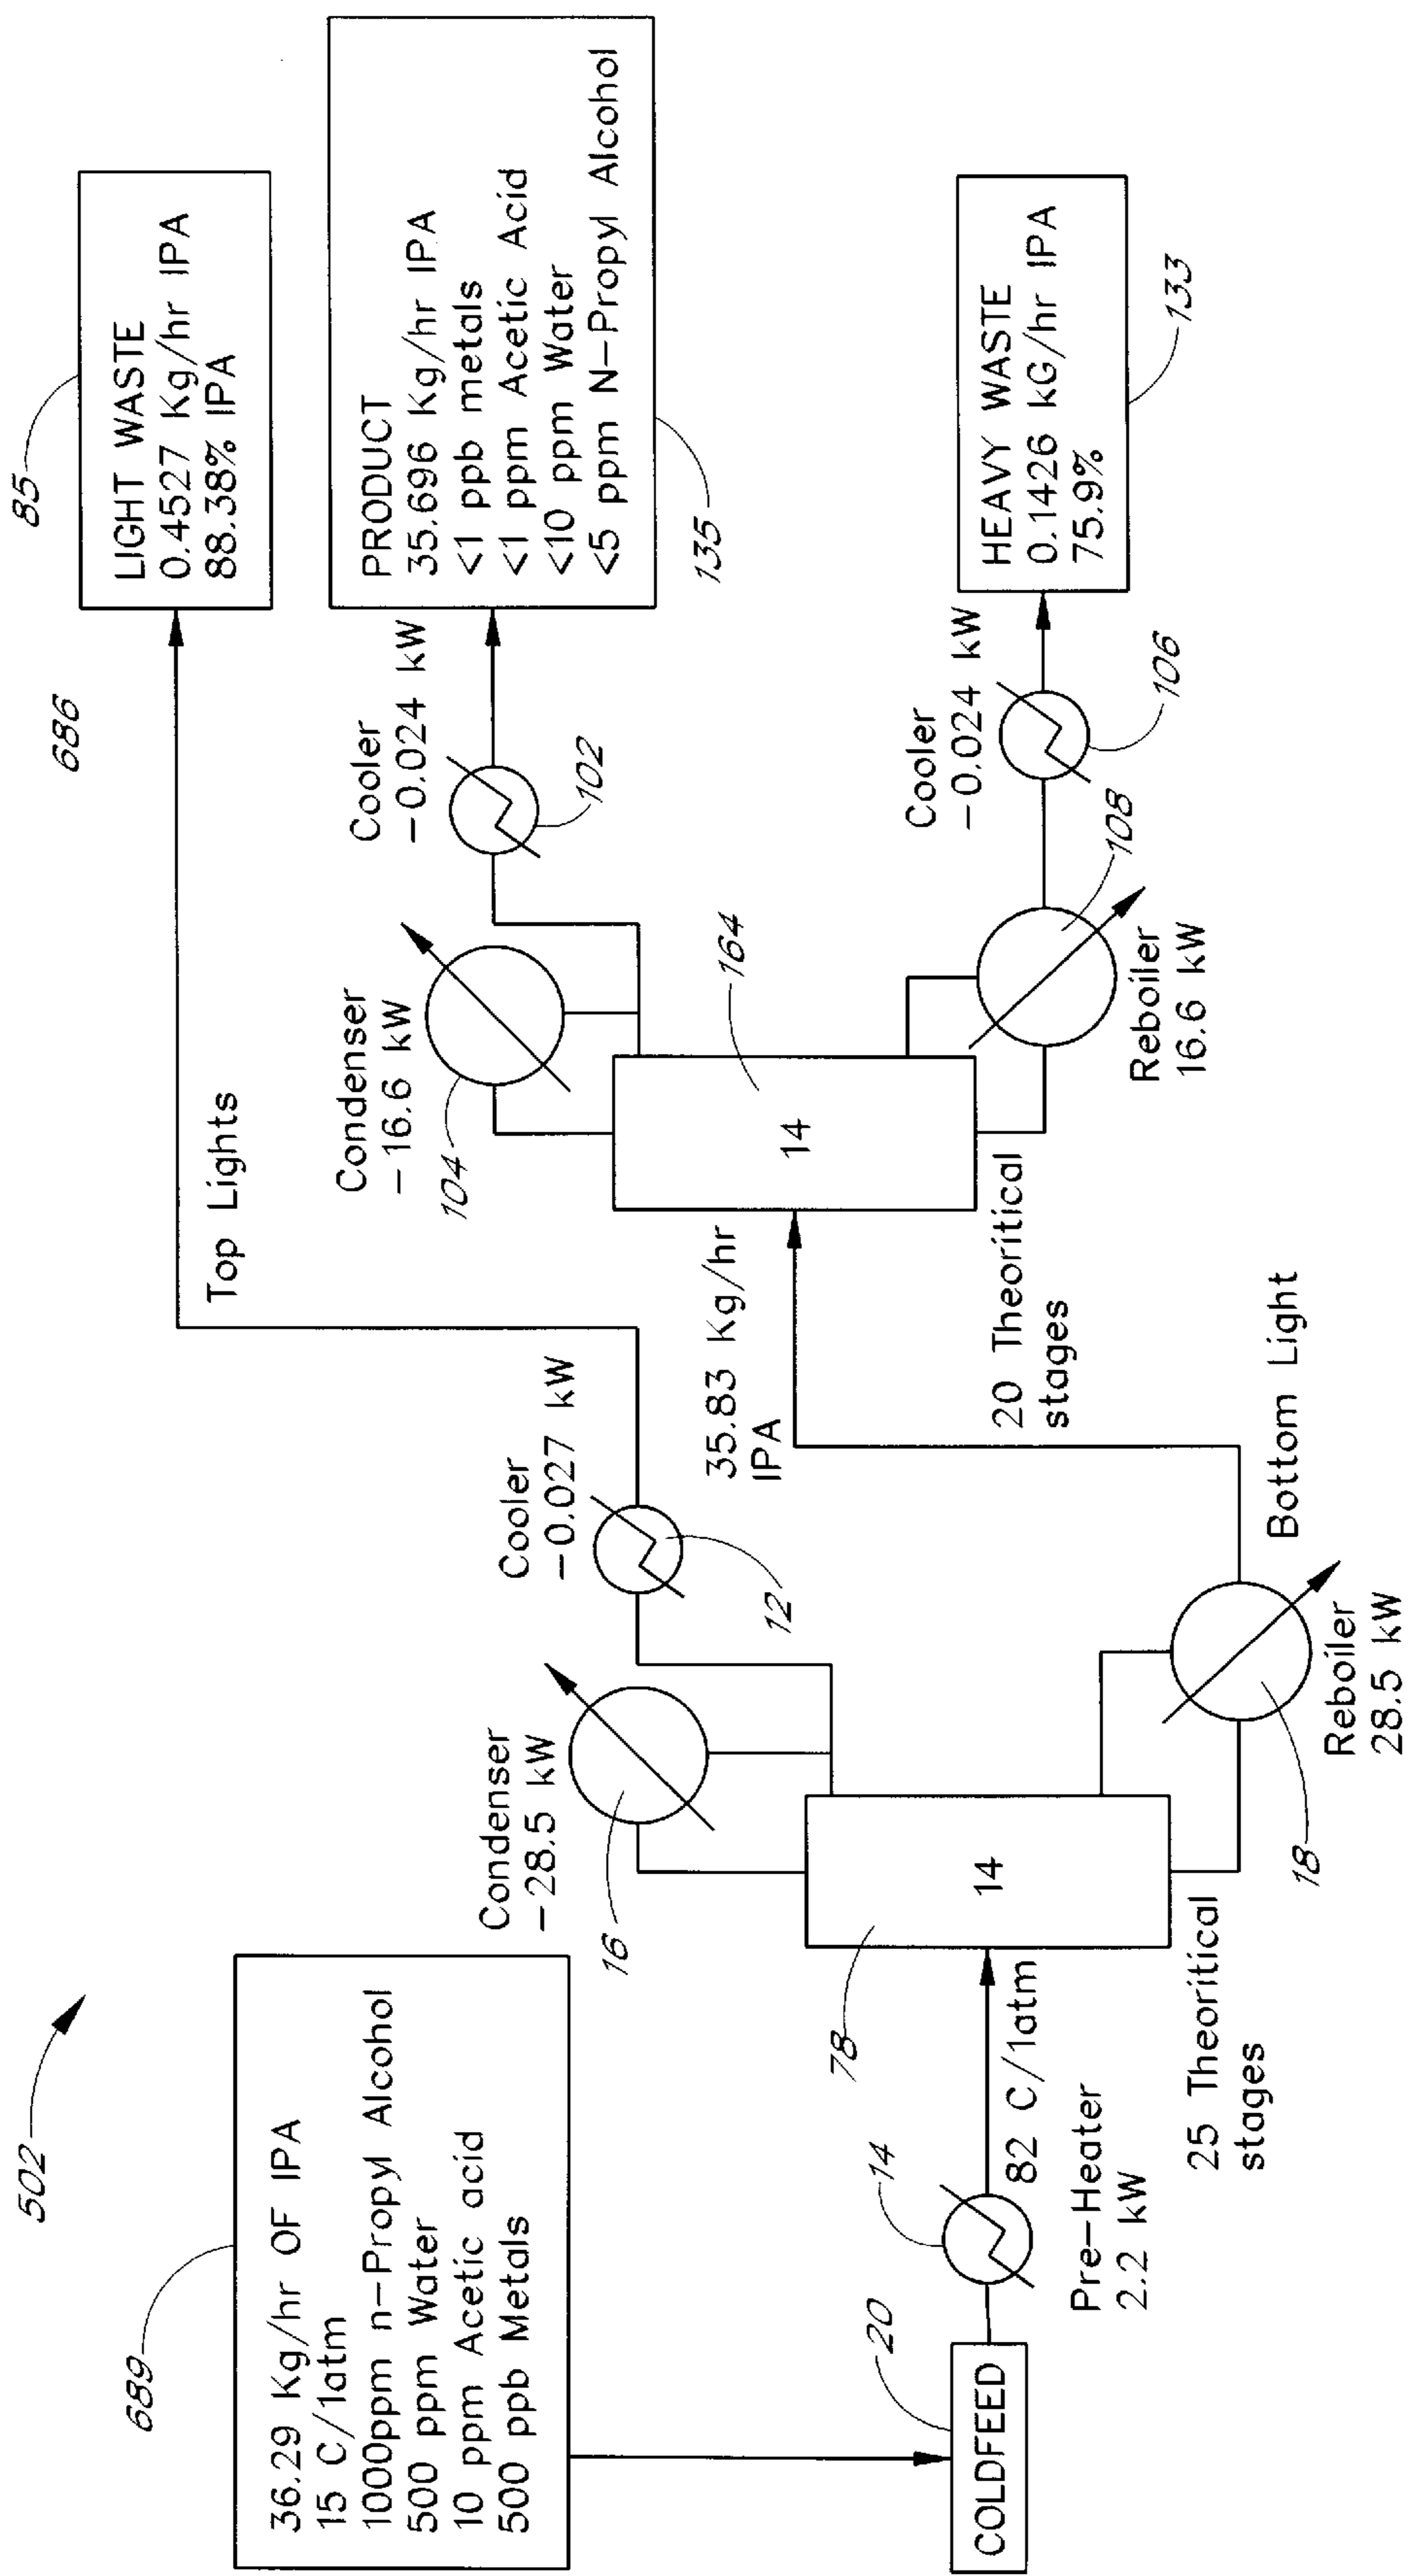 502
689
36.29 Kg/hr OF IPA
15 C/1atm
1000ppm n-Propyl Alcohol
500 ppm Water
10 ppm Acetic acid
500 ppb Metals
COLDFEED
20
14
Pre-Heater
2.2 kW
82 C/1atm
78
14
25 Theoritical
stages
Condenser
-28.5 kW
16
Cooler
-0.027 kW
12
18
Reboiler
28.5 kW
Bottom Light
Top Lights
35.83 Kg/hr
IPA
20 Theoritical
stages
14
164
Condenser
-16.6 kW
104
Cooler
-0.024 kW
102
Reboiler
16.6 kW
108
Cooler
-0.024 kW
106
686
85
LIGHT WASTE
0.4527 Kg/hr IPA
88.38% IPA
PRODUCT
35.696 Kg/hr IPA
<1 ppb metals
<1 ppm Acetic Acid
<10 ppm Water
<5 ppm N-Propyl Alcohol
135
HEAVY WASTE
0.1426 kG/hr IPA
75.9%
133